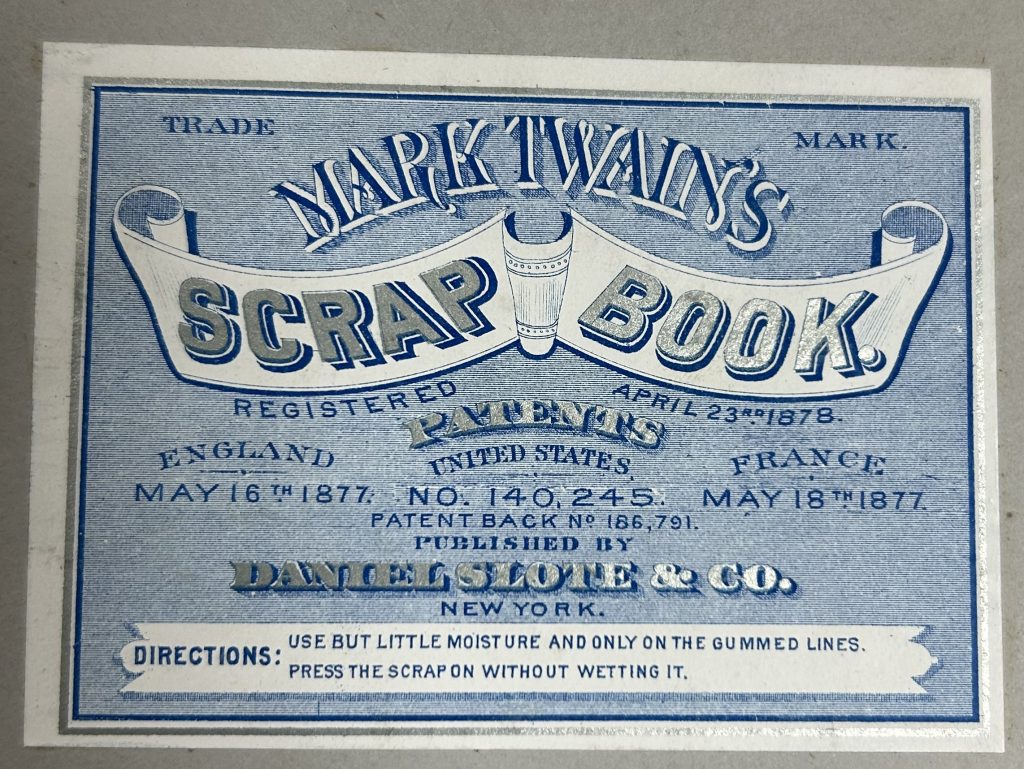 TRADE MARK.
MARK TWAIN'S
SCRAP BOOK.
REGISTERED APRIL 23RD 1878.
PATENTS
ENGLAND UNITED STATES FRANCE
MAY 16TH 1877. NO. 140,245. MAY 18TH 1877.
PATENT BACK No 186,791.
PUBLISHED BY
DANIEL SLOTE & CO.
NEW YORK.
DIRECTIONS: USE BUT LITTLE MOISTURE AND ONLY ON THE GUMMED LINES.
PRESS THE SCRAP ON WITHOUT WETTING IT.